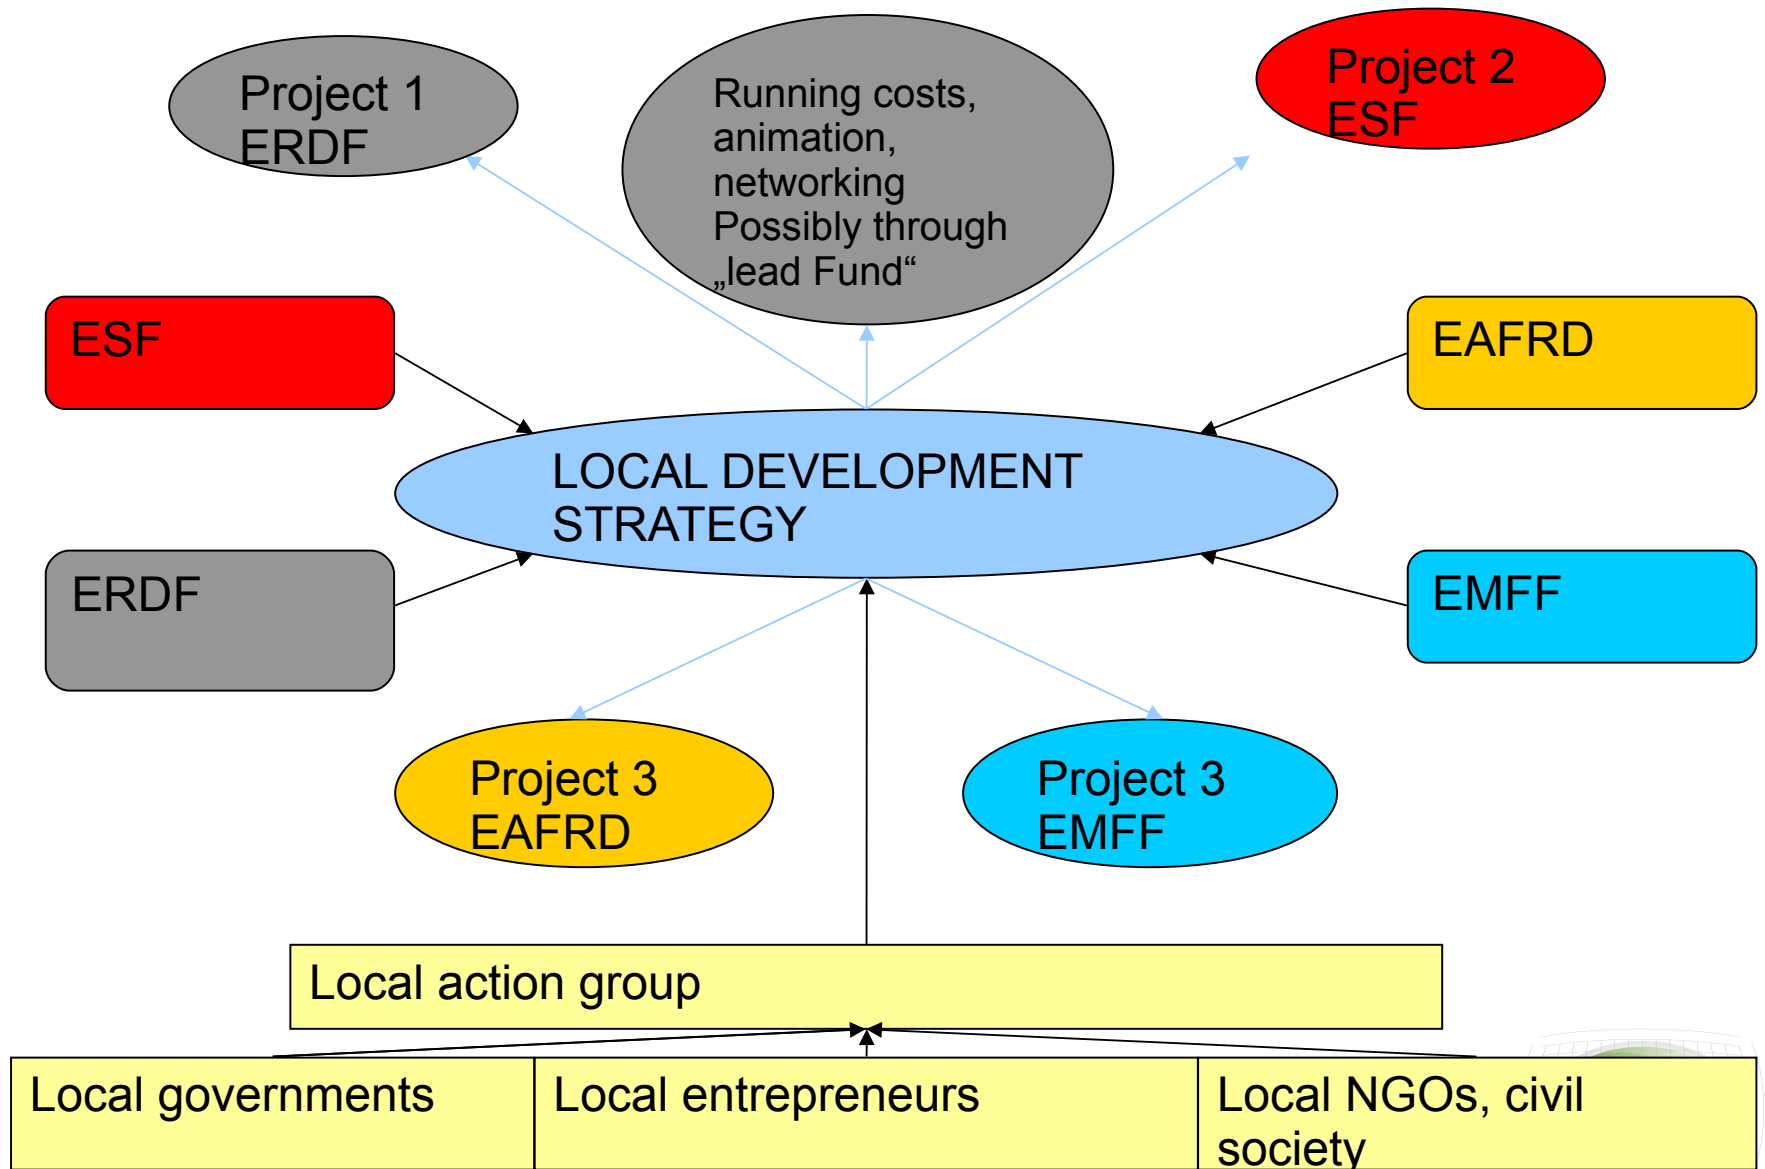 Project 1
ERDF
Running costs,
animation,
networking
Possibly through
„lead Fund“
Project 2
ESF
ESF
EAFRD
LOCAL DEVELOPMENT
STRATEGY
ERDF
EMFF
Project 3
EAFRD
Project 3
EMFF
Local action group
Local governments
Local entrepreneurs
Local NGOs, civil
society